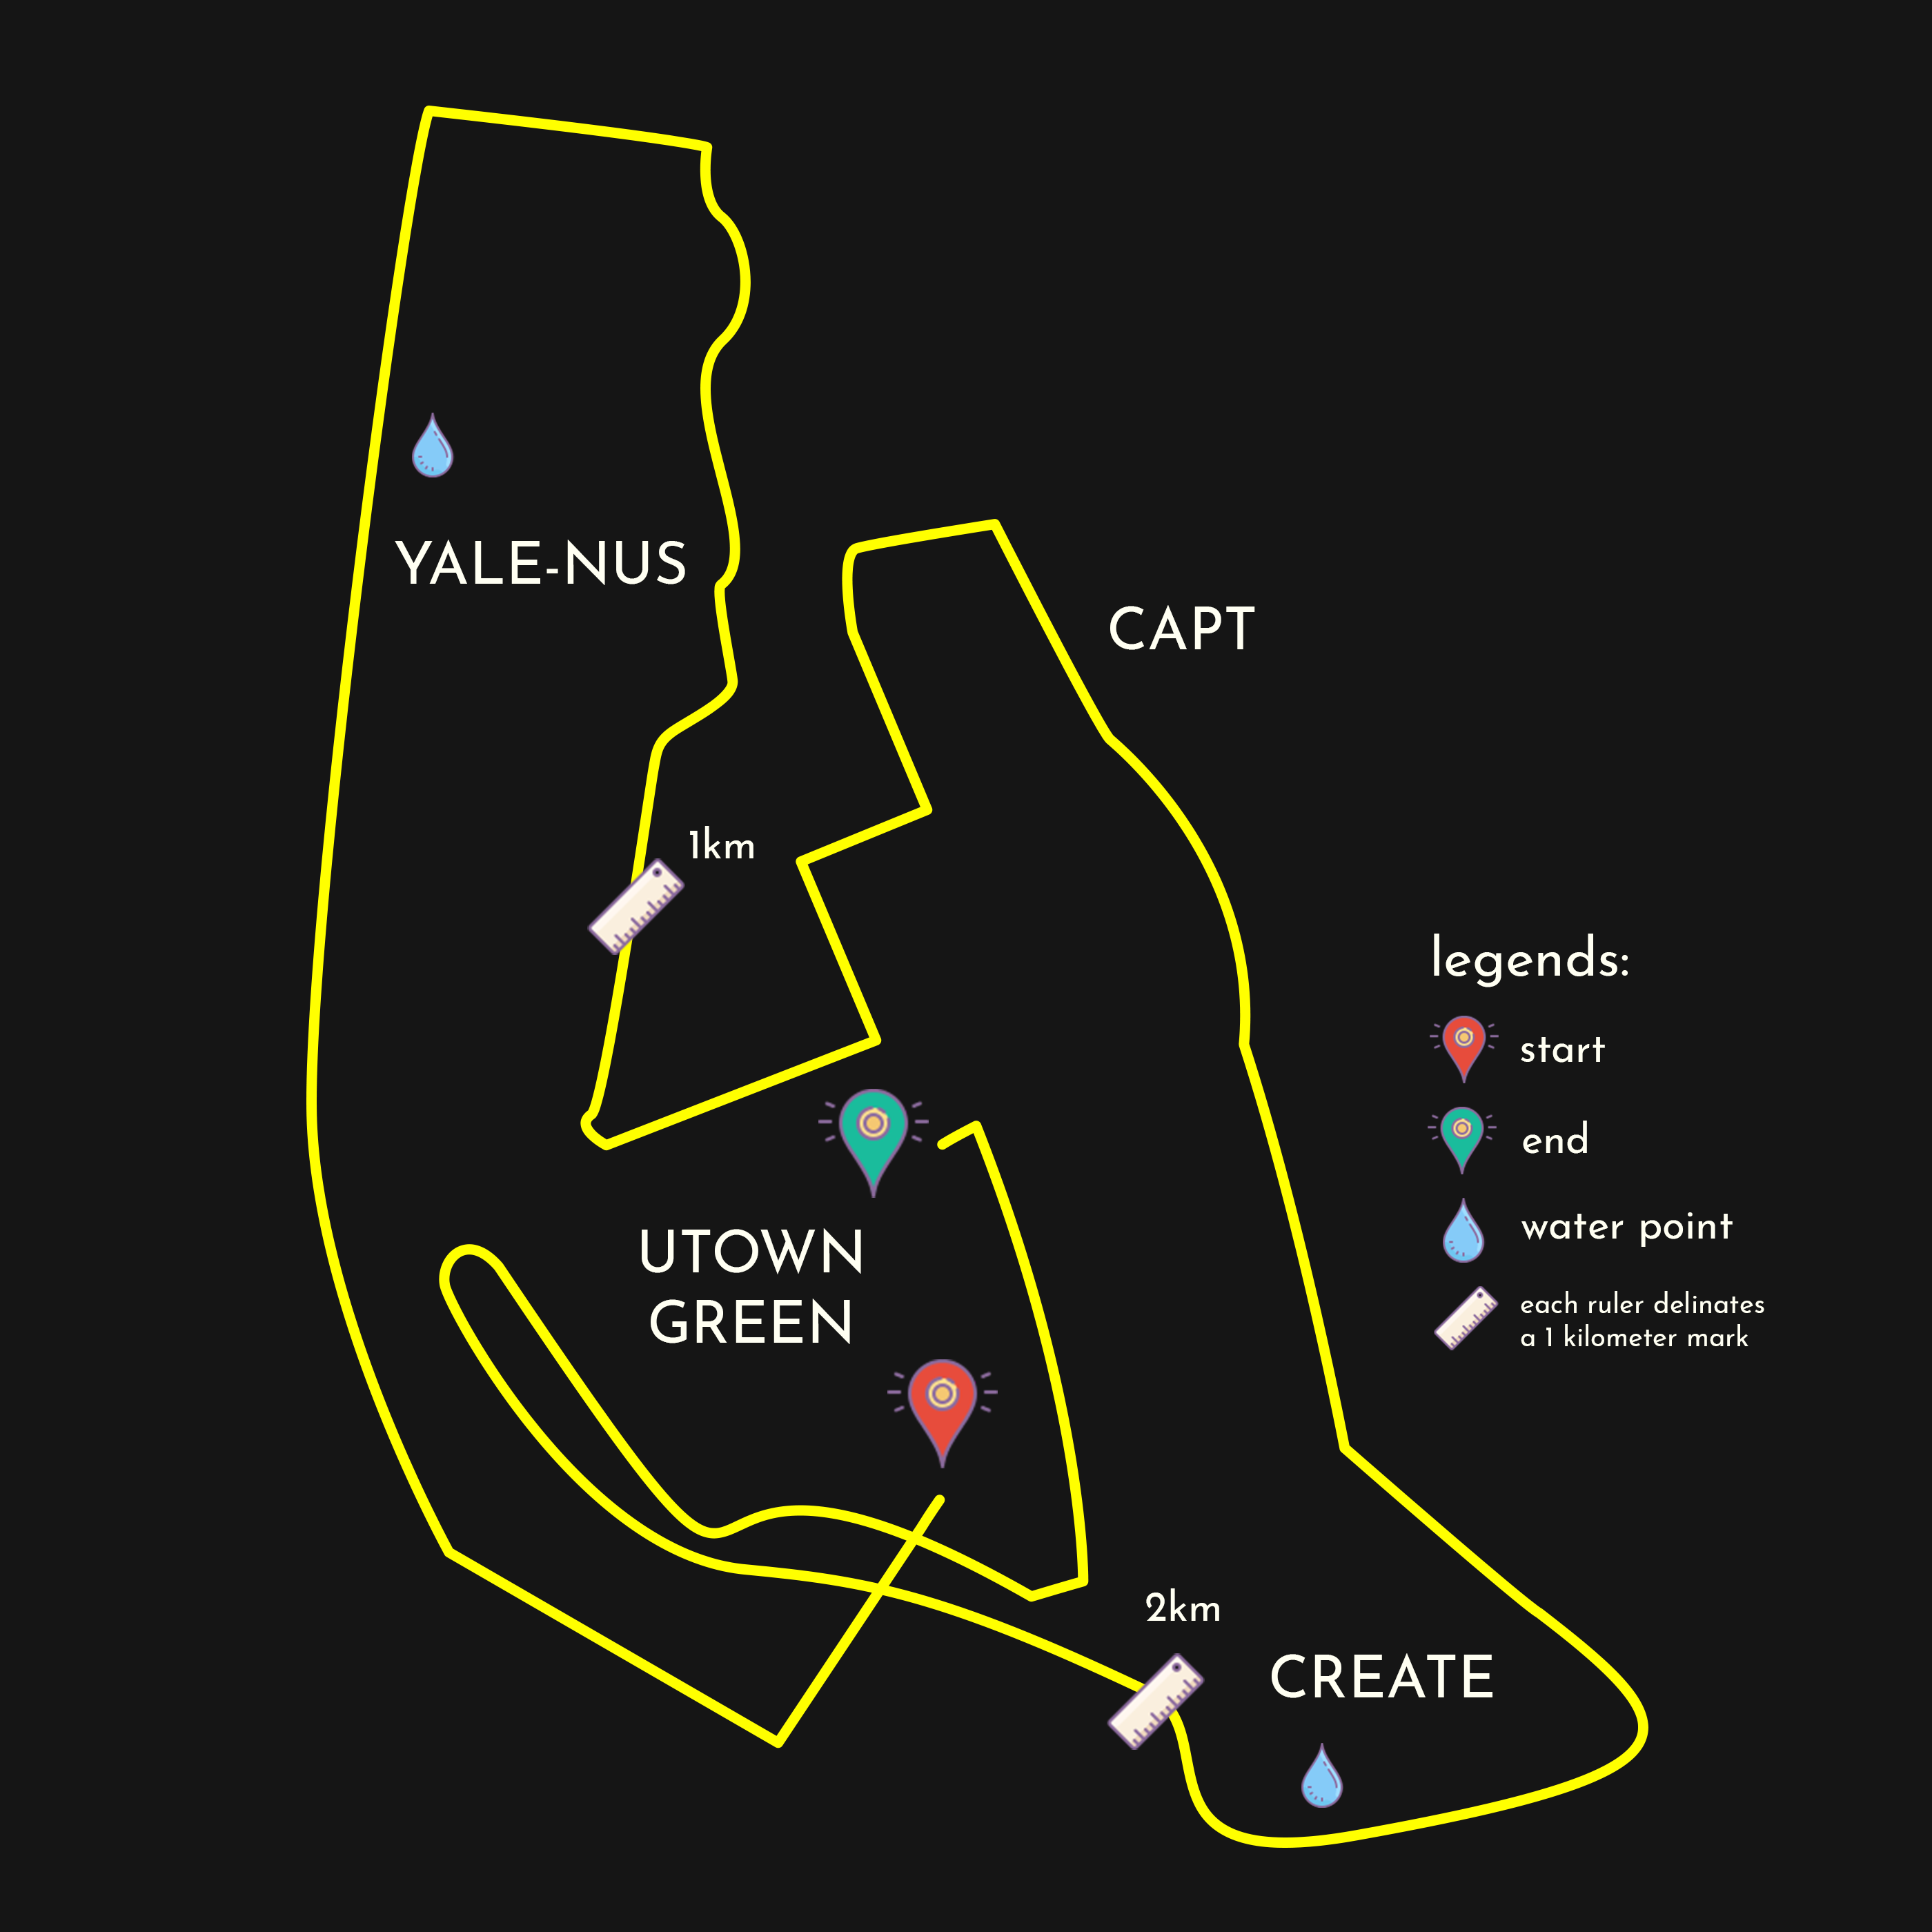 YALE-NUS
CAPT
1km
legends:
start
end
water point
each ruler delinates
a 1 kilometer mark
UTOWN
GREEN
2km
CREATE